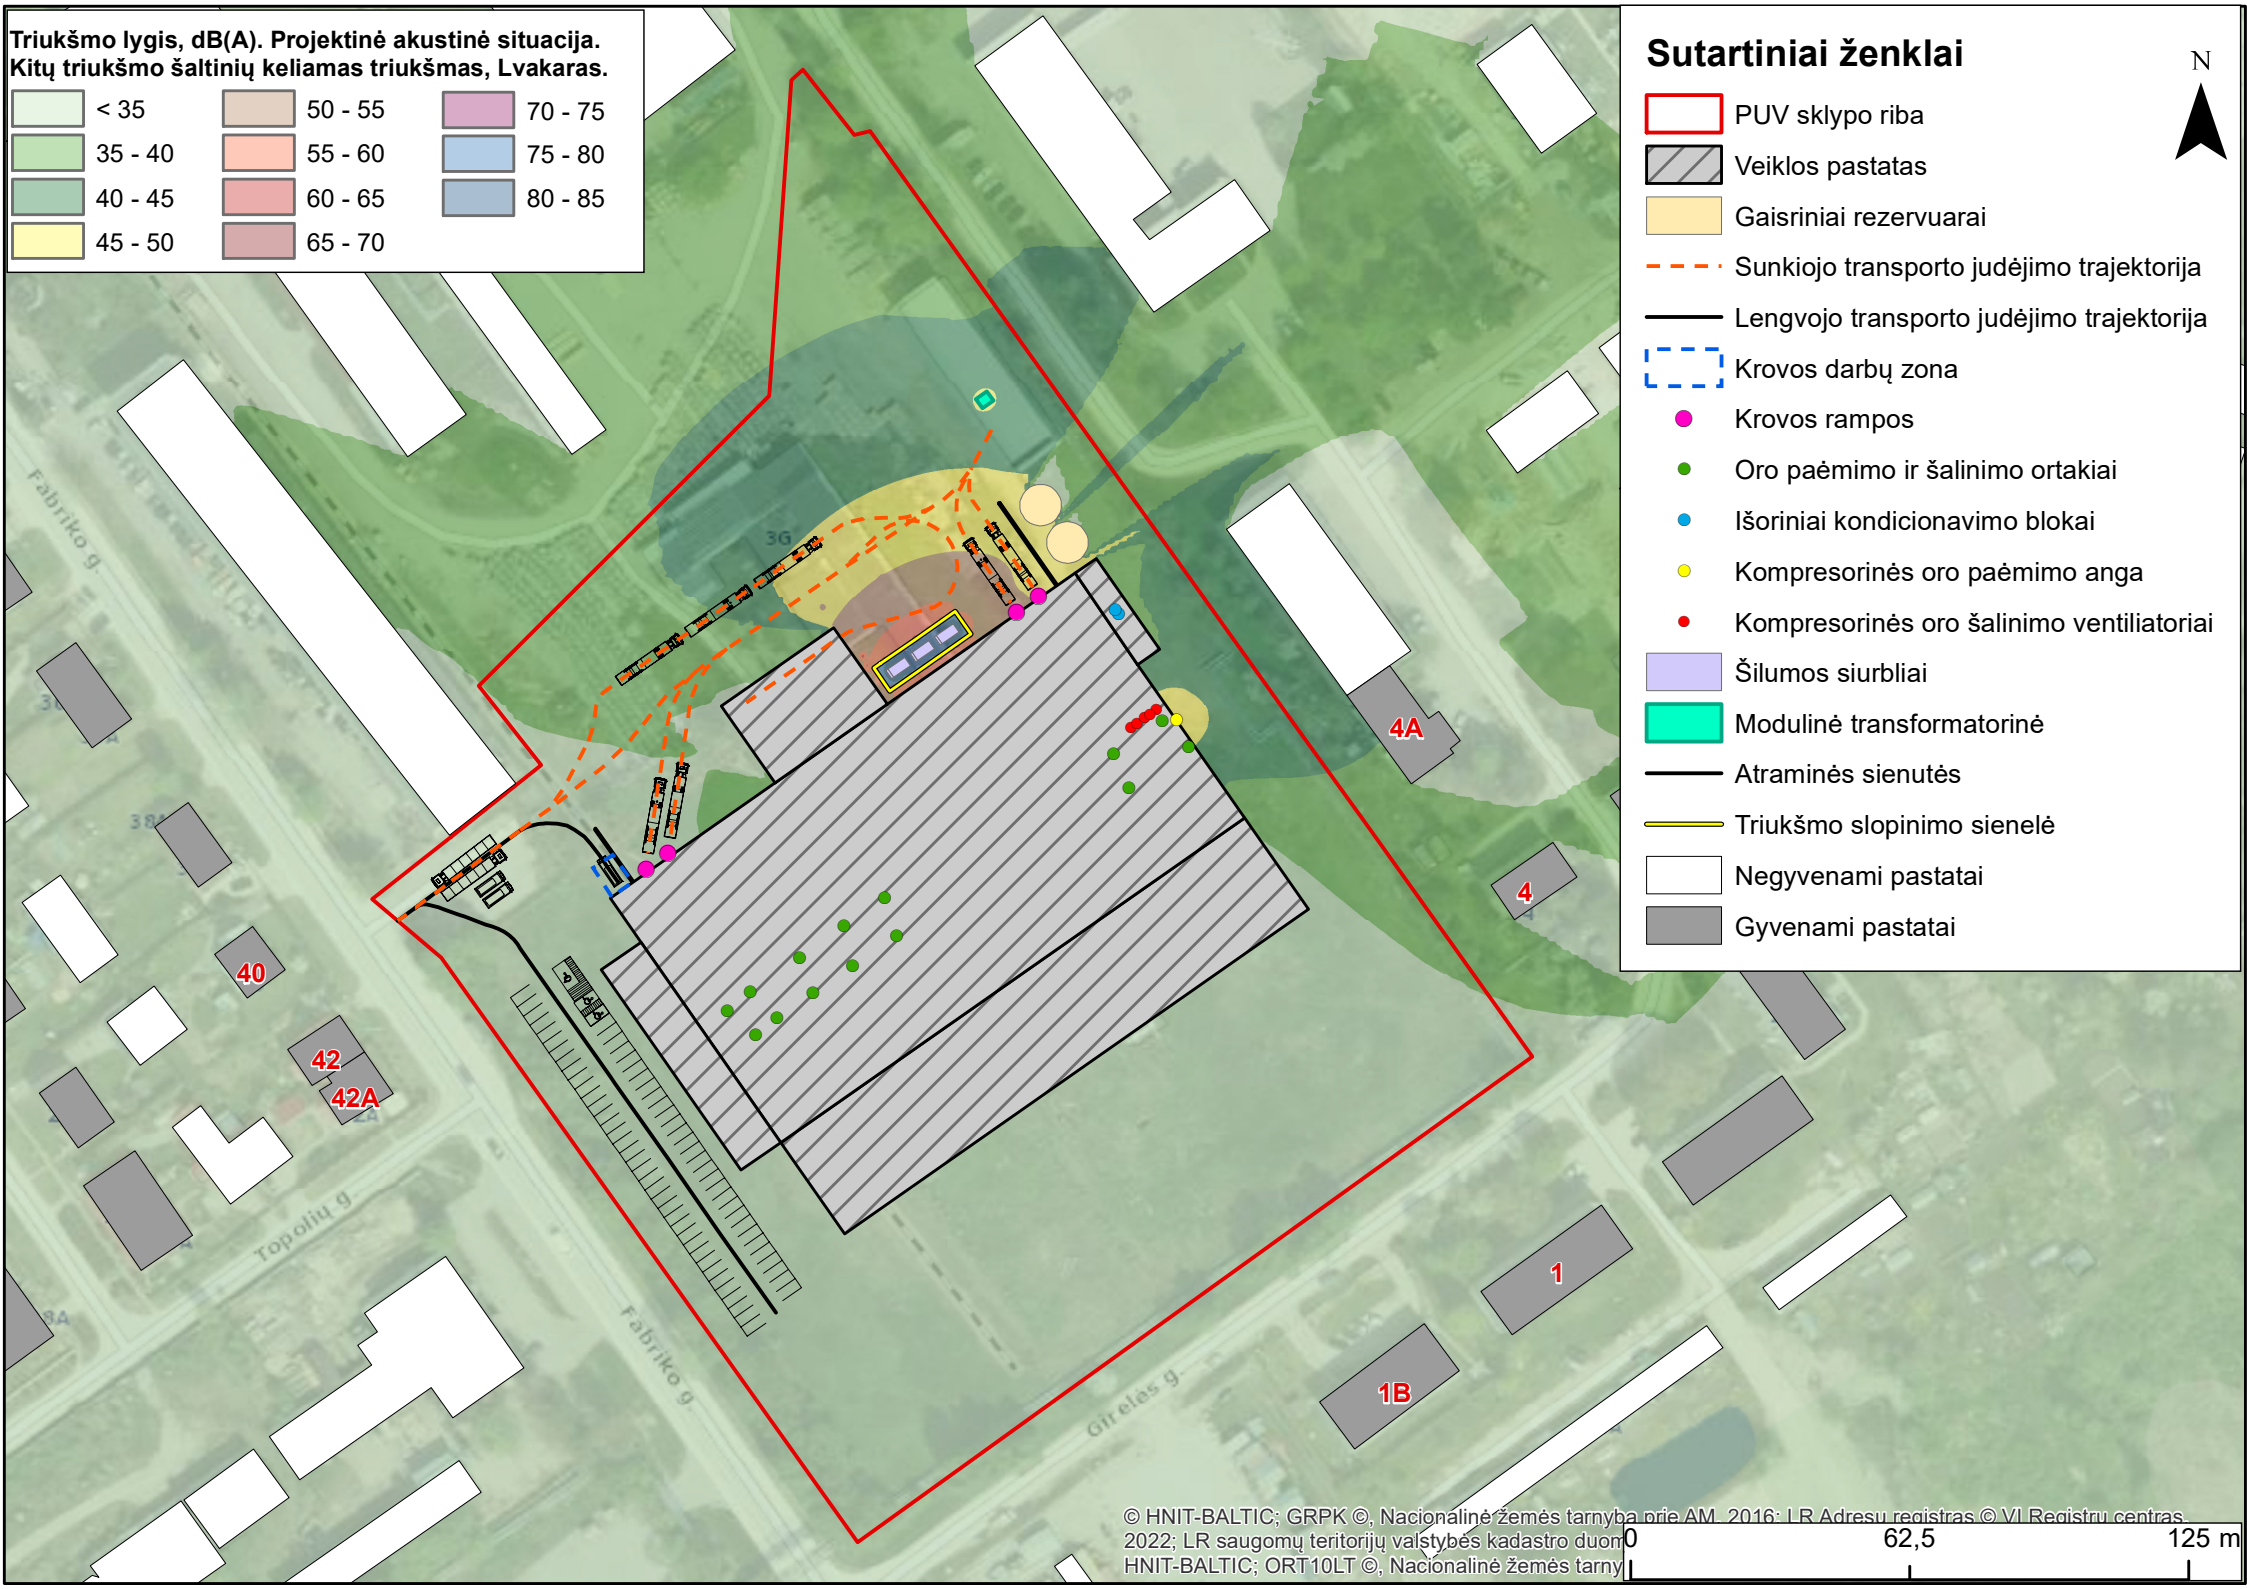 Triukšmo lygis, dB(A). Projektinė akustinė situacija.
Kitų triukšmo šaltinių keliamas triukšmas, Lvakaras.
< 35
35 - 40
40 - 45
45 - 50
50 - 55
55 - 60
60 - 65
65 - 70
70 - 75
75 - 80
80 - 85
Sutartiniai ženklai
N
PUV sklypo riba
Veiklos pastatas
Gaisriniai rezervuarai
Sunkiojo transporto judėjimo trajektorija
Lengvojo transporto judėjimo trajektorija
Krovos darbų zona
Krovos rampos
Oro paėmimo ir šalinimo ortakiai
Išoriniai kondicionavimo blokai
Kompresorinės oro paėmimo anga
Kompresorinės oro šalinimo ventiliatoriai
Šilumos siurbliai
Modulinė transformatorinė
Atraminės sienutės
Triukšmo slopinimo sienelė
Negyvenami pastatai
Gyvenami pastatai
Fabriko g.
3G
4A
38A
4
40
42
42A
Topolių g.
8A
Fabriko g.
1
1B
Girelės g.
© HNIT-BALTIC; GRPK ©, Nacionalinė žemės tarnyba prie AM, 2016; LR Adresų registras © VĮ Registrų centras,
2022; LR saugomų teritorijų valstybės kadastro duom
HNIT-BALTIC; ORT10LT ©, Nacionalinė žemės tarny
0 62,5 125 m